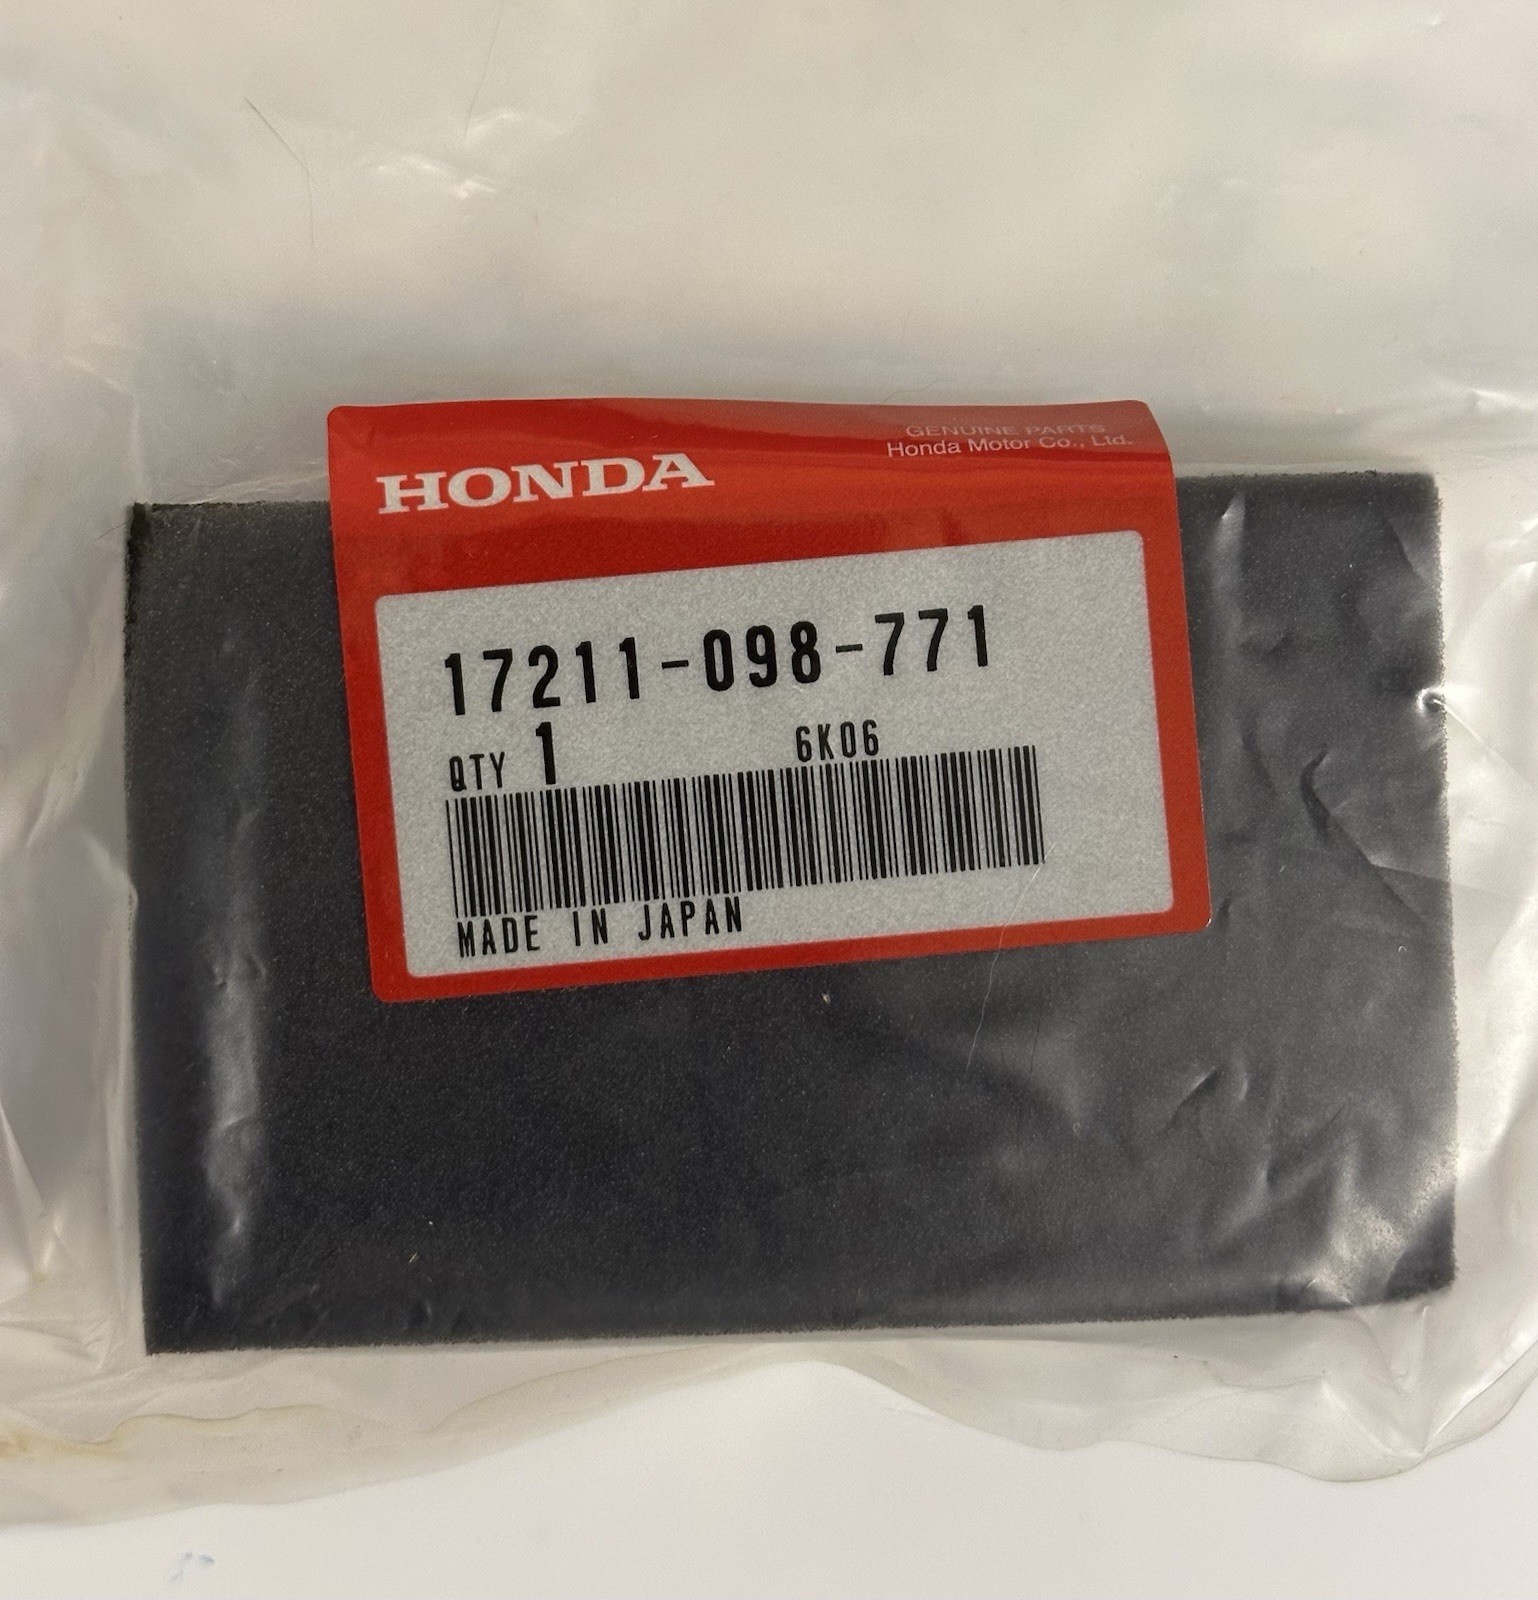 GENUINE PARTS
Honda Motor Co., Ltd.
HONDA
17211-098-771
QTY 1 6K06
MADE IN JAPAN